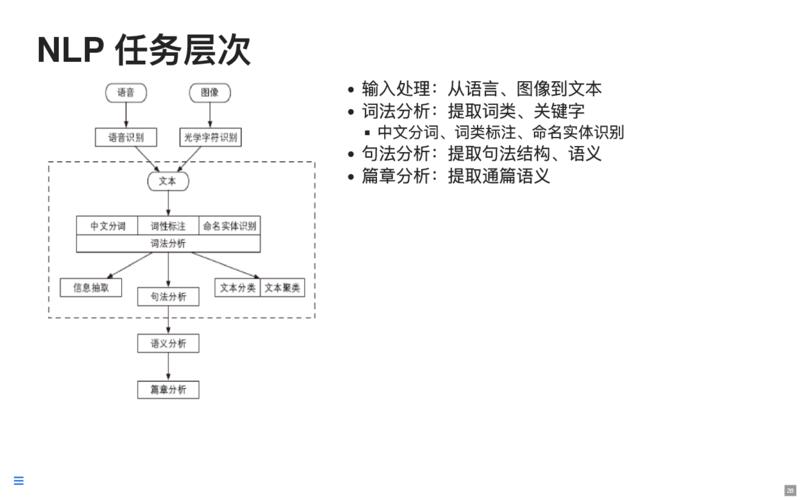 NLP 任务层次
语音
图像
语音识别
光学字符识别
文本
中文分词
词性标注
命名实体识别
词法分析
信息抽取
句法分析
文本分类
文本聚类
语义分析
篇章分析
• 输入处理：从语言、图像到文本
• 词法分析：提取词类、关键字
▪ 中文分词、词类标注、命名实体识别
• 句法分析：提取句法结构、语义
• 篇章分析：提取通篇语义
28